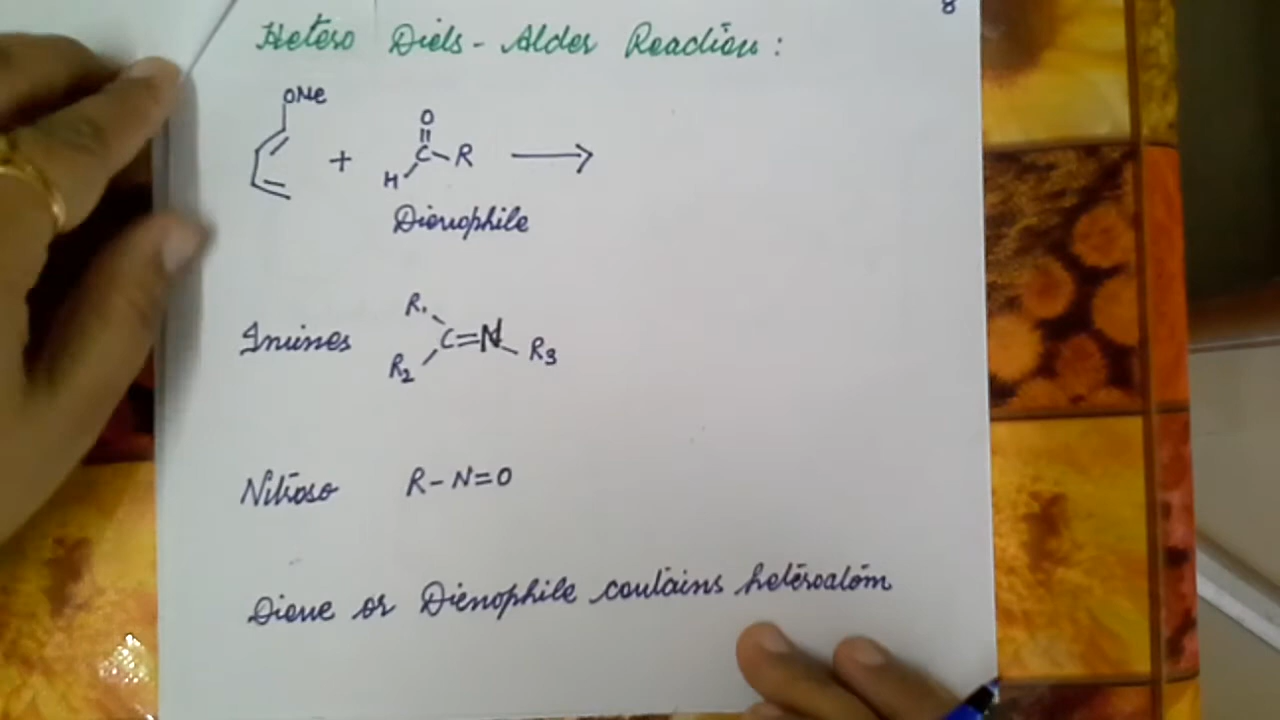 8
Hetero Diels-Alder Reaction:
OMe
+
O
C
R
H
Dienophile
Imines
R1
C=N
R2
R3
Nitroso R-N=O
Diene or Dienophile contains heteroatom